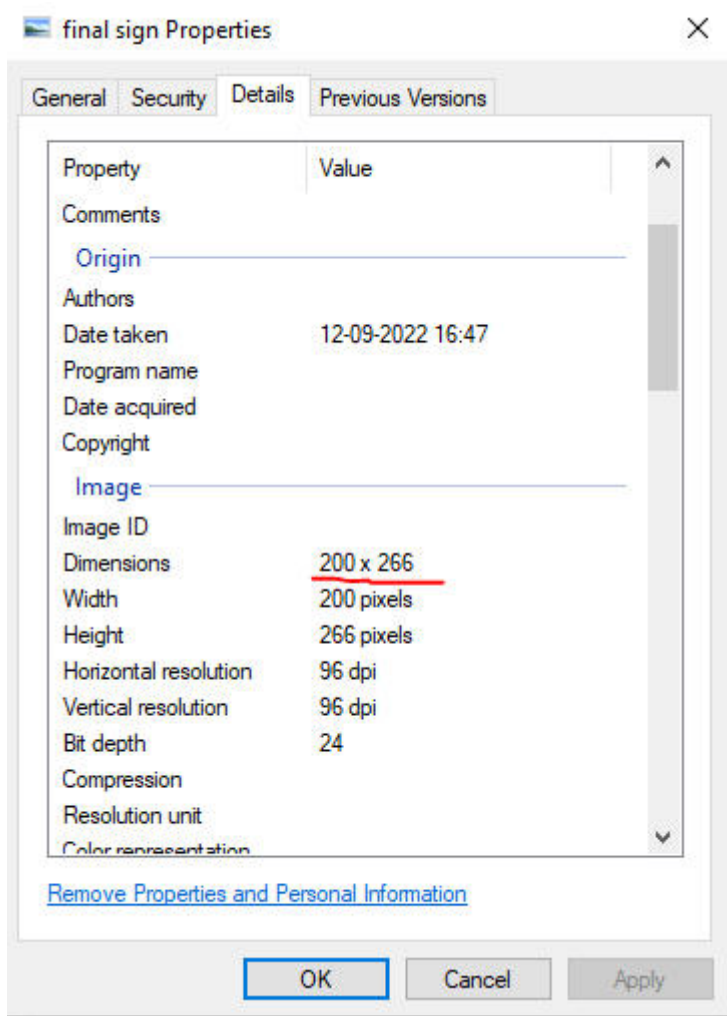 final sign Properties
General Security Details Previous Versions
Property Value
Comments
Origin
Authors
Date taken 12-09-2022 16:47
Program name
Date acquired
Copyright
Image
Image ID
Dimensions 200 x 266
Width 200 pixels
Height 266 pixels
Horizontal resolution 96 dpi
Vertical resolution 96 dpi
Bit depth 24
Compression
Resolution unit
Color representation
Remove Properties and Personal Information
OK Cancel Apply